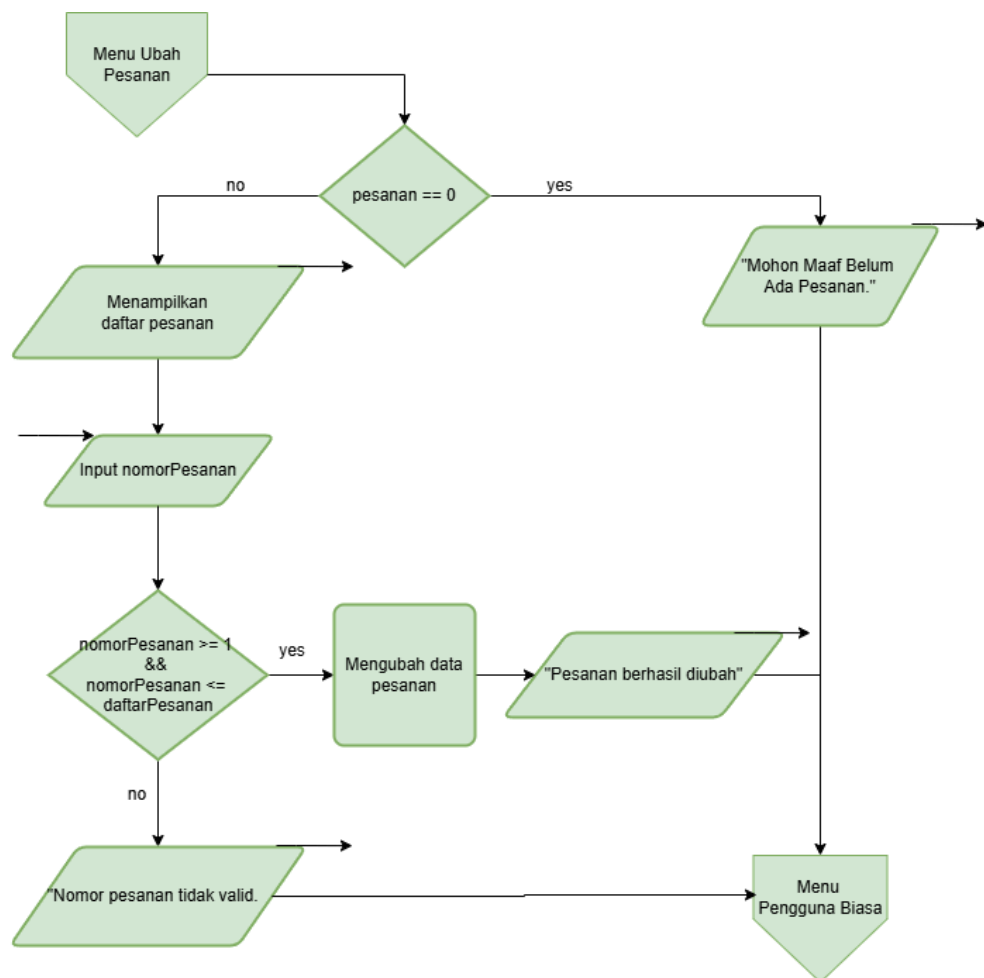 Menu Ubah
Pesanan
no
pesanan == 0
yes
"Mohon Maaf Belum
Ada Pesanan."
Menampilkan
daftar pesanan
Input nomorPesanan
nomorPesanan >= 1
&&
nomorPesanan <=
daftarPesanan
yes
Mengubah data
pesanan
"Pesanan berhasil diubah"
no
"Nomor pesanan tidak valid.
Menu
Pengguna Biasa